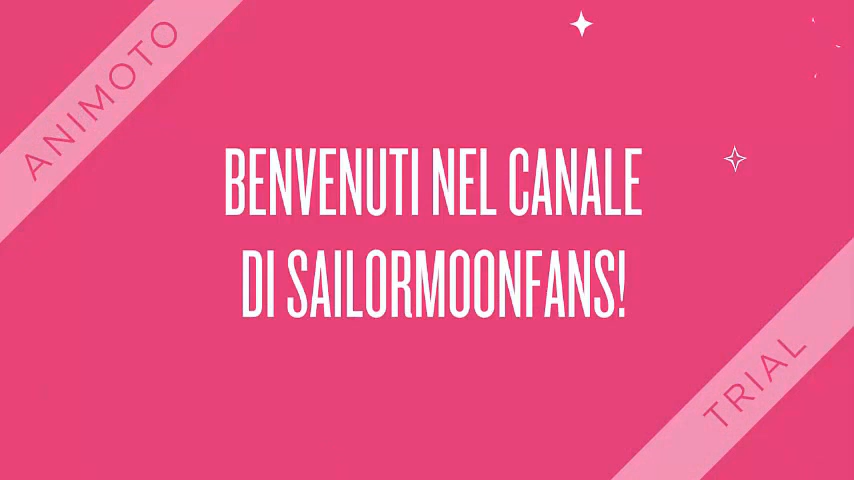 ANIMOTO
BENVENUTI NEL CANALE
DI SAILORMOONFANS!
TRIAL